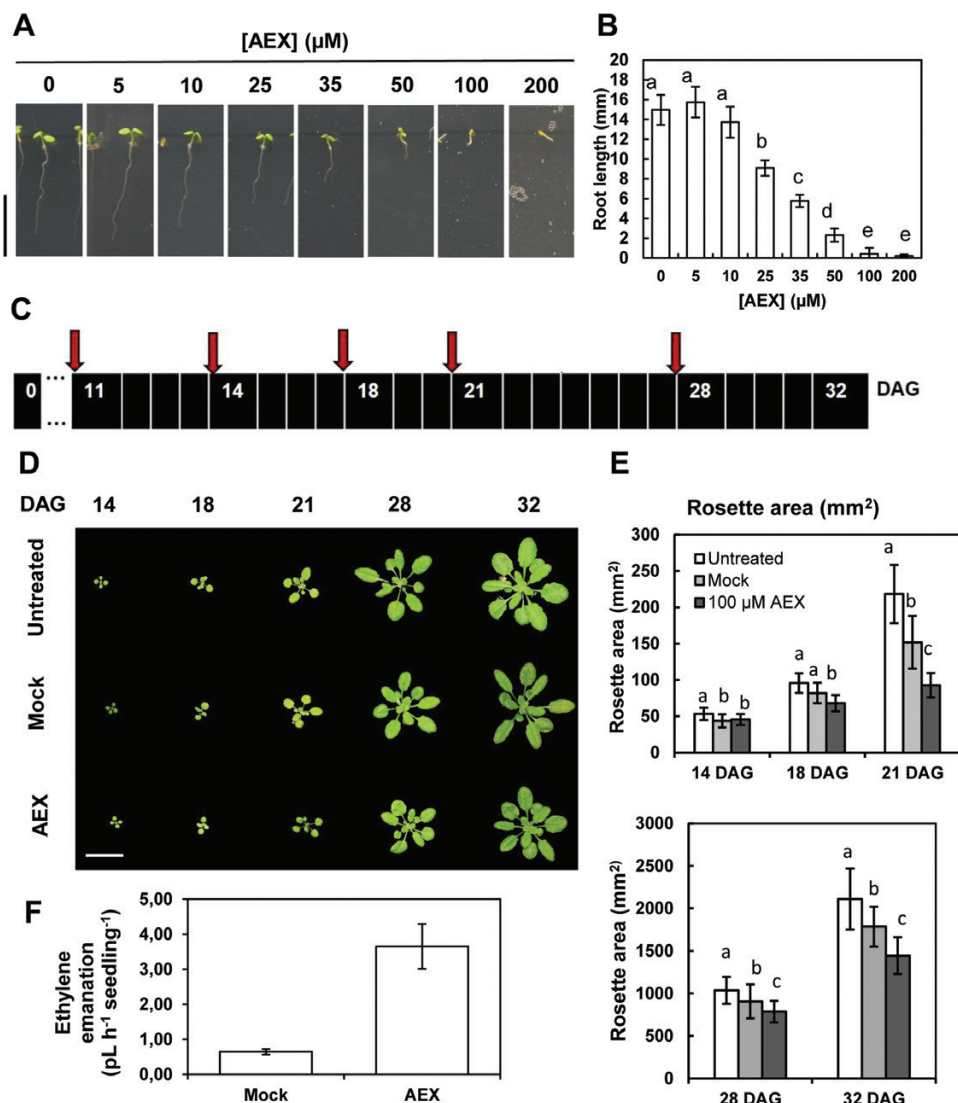 A
[AEX] (µM)
0 5 10 25 35 50 100 200
B
Root length (mm)
20
18
16
14
12
10
8
6
4
2
0
a a a b c d e e
0 5 10 25 35 50 100 200
[AEX] (µM)
C
0 ... ... 11 14 18 21 28 32 DAG
D
DAG 14 18 21 28 32
Untreated
Mock
AEX
E
Rosette area (mm²)
Rosette area (mm²)
300
250
200
150
100
50
0
Untreated
Mock
100 µM AEX
a b b a a b a b c
14 DAG 18 DAG 21 DAG
Rosette area (mm²)
3000
2500
2000
1500
1000
500
0
a b c a b c
28 DAG 32 DAG
F
Ethylene
emanation
(pL h⁻¹ seedling⁻¹)
5,00
4,00
3,00
2,00
1,00
0,00
Mock AEX